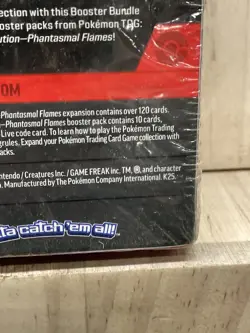 ection with this Booster Bundle
oster packs from Pokémon TCG:
ution—Phantasmal Flames!
OM
Phantasmal Flames expansion contains over 120 cards.
—Phantasmal Flames booster pack contains 10 cards,
Live code card. To learn how to play the Pokémon Trading
gules, Expand your Pokémon Trading Card Game collection
ntendo / Creatures Inc. / GAME FREAK inc. TM, ®, and character
n. Manufactured by The Pokémon Company International. K25.
ta catch 'em all!